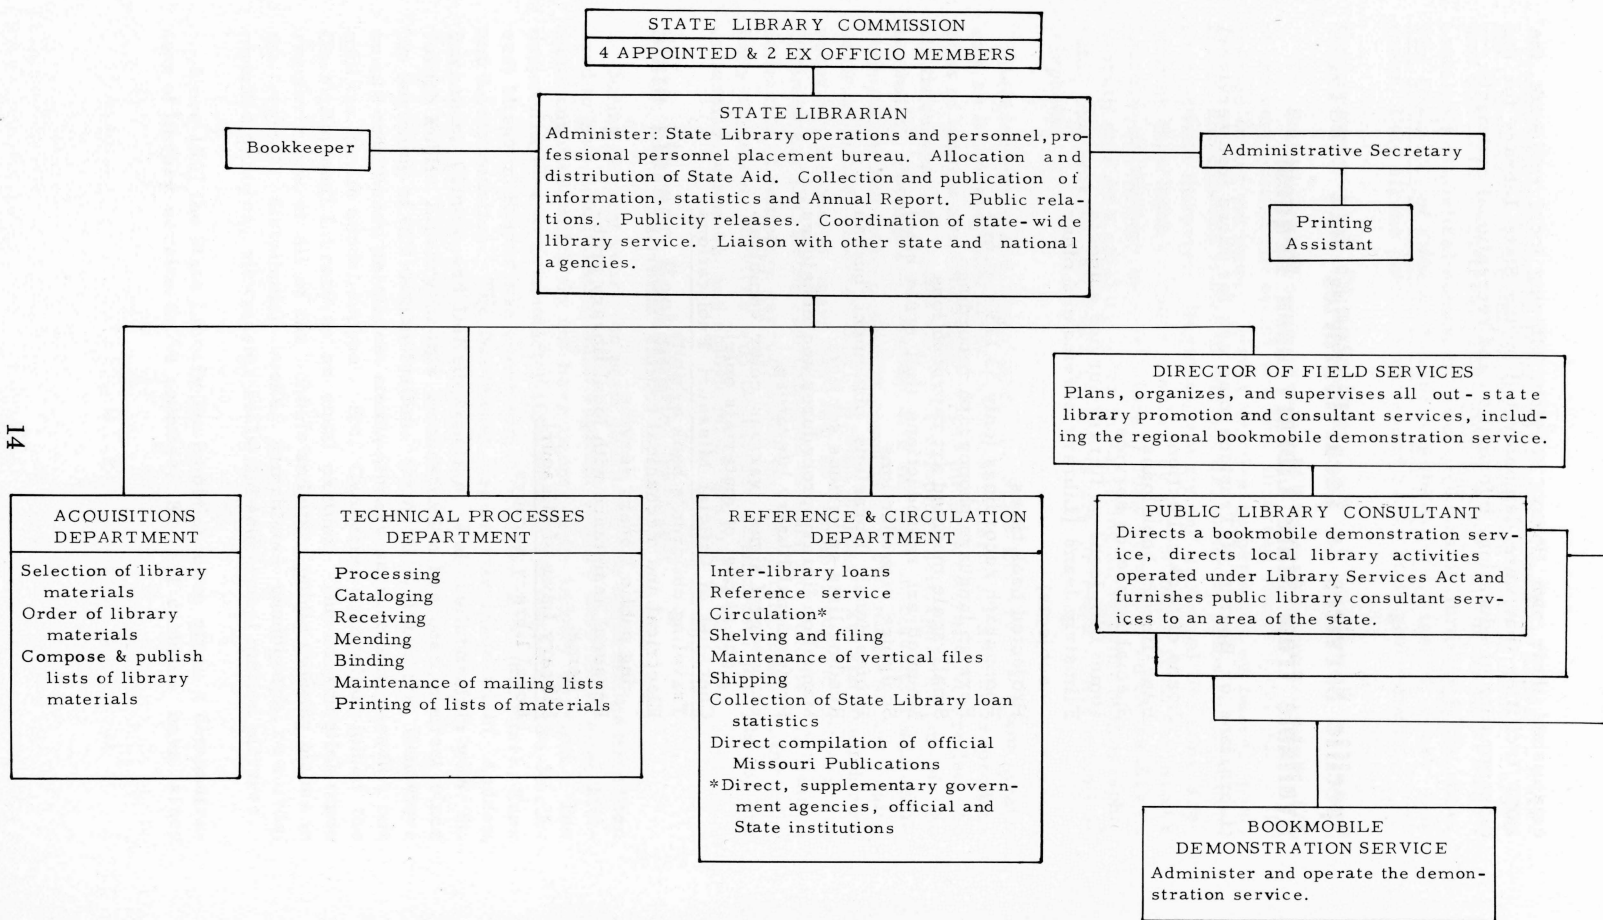 STATE LIBRARY COMMISSION
4 APPOINTED & 2 EX OFFICIO MEMBERS
STATE LIBRARIAN
Administer: State Library operations and personnel, pro-
fessional personnel placement bureau. Allocation and
distribution of State Aid. Collection and publication of
information, statistics and Annual Report. Public rela-
tions. Publicity releases. Coordination of state-wide
library service. Liaison with other state and national
agencies.
Bookkeeper
Administrative Secretary
Printing
Assistant
DIRECTOR OF FIELD SERVICES
Plans, organizes, and supervises all out-state
library promotion and consultant services, includ-
ing the regional bookmobile demonstration service.
14
ACOUISITIONS
DEPARTMENT
Selection of library
materials
Order of library
materials
Compose & publish
lists of library
materials
TECHNICAL PROCESSES
DEPARTMENT
Processing
Cataloging
Receiving
Mending
Binding
Maintenance of mailing lists
Printing of lists of materials
REFERENCE & CIRCULATION
DEPARTMENT
Inter-library loans
Reference service
Circulation*
Shelving and filing
Maintenance of vertical files
Shipping
Collection of State Library loan
statistics
Direct compilation of official
Missouri Publications
*Direct, supplementary govern-
ment agencies, official and
State institutions
PUBLIC LIBRARY CONSULTANT
Directs a bookmobile demonstration serv-
ice, directs local library activities
operated under Library Services Act and
furnishes public library consultant serv-
ices to an area of the state.
BOOKMOBILE
DEMONSTRATION SERVICE
Administer and operate the demon-
stration service.